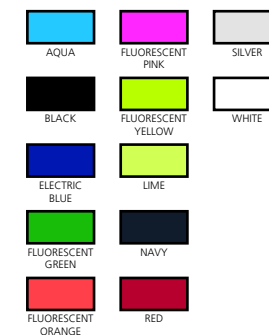 AQUA
FLUORESCENT
PINK
SILVER
BLACK
FLUORESCENT
YELLOW
WHITE
ELECTRIC
BLUE
LIME
FLUORESCENT
GREEN
NAVY
FLUORESCENT
ORANGE
RED